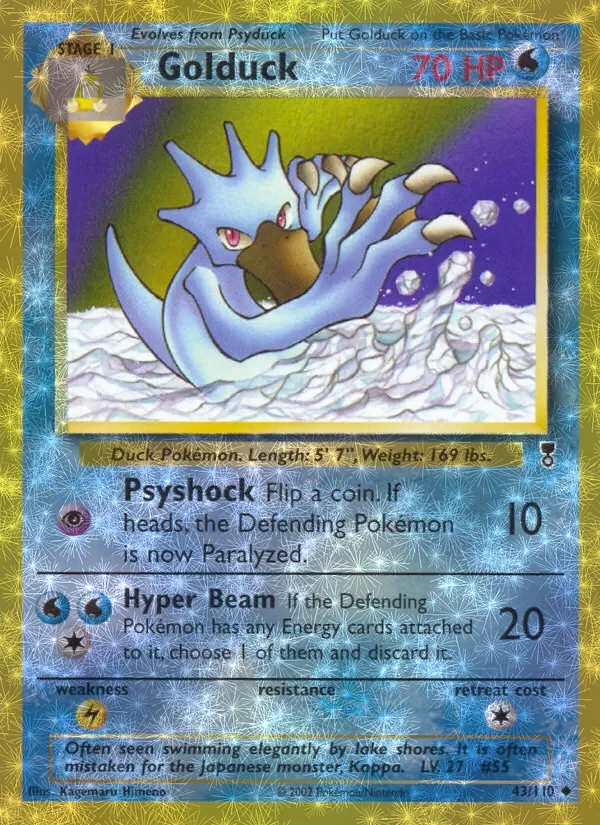 Evolves from Psyduck
Put Golduck on the Basic Pokémon
STAGE 1
Golduck
70 HP
Duck Pokémon. Length: 5' 7", Weight: 169 lbs.
Psyshock Flip a coin. If
heads, the Defending Pokémon
is now Paralyzed.
10
Hyper Beam If the Defending
Pokémon has any Energy cards attached
to it, choose 1 of them and discard it.
20
weakness
resistance
retreat cost
Often seen swimming elegantly by lake shores. It is often
mistaken for the Japanese monster, Kappa. LV. 27 #55
Illus. Kagemaru Himeno
© 2002 Pokémon/Nintendo
43/110